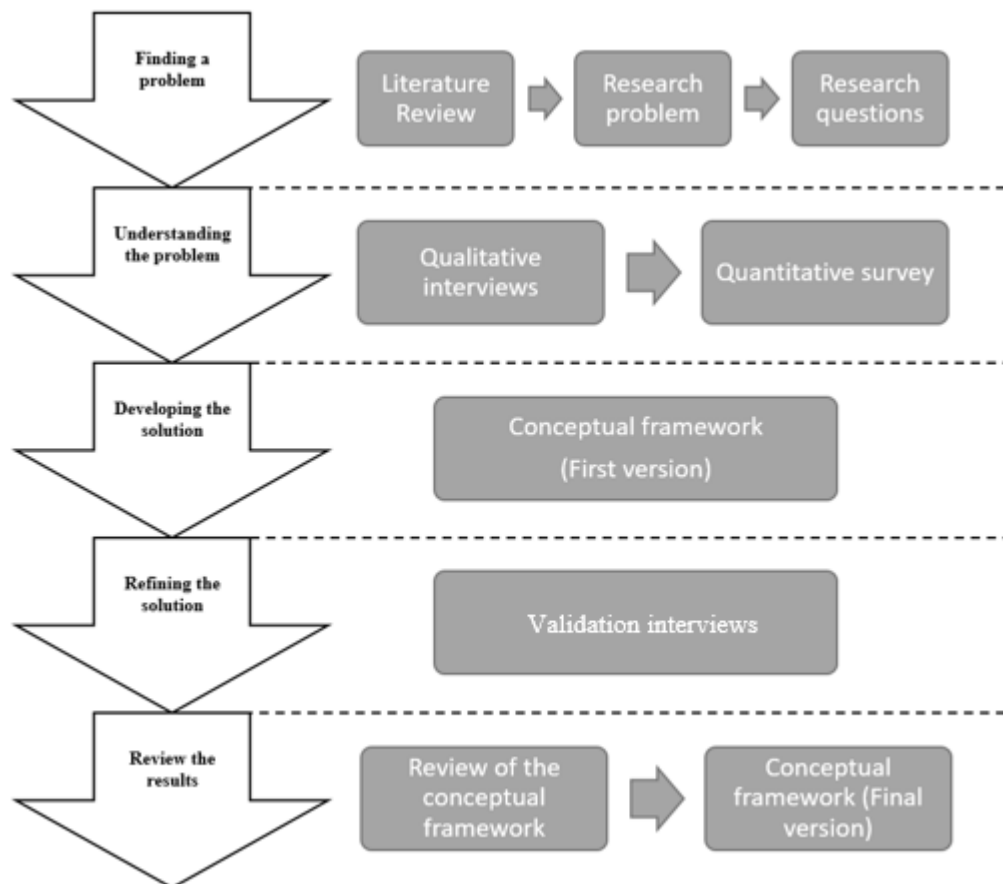 Finding a
problem
Literature
Review
Research
problem
Research
questions
Understanding
the problem
Qualitative
interviews
Quantitative survey
Developing the
solution
Conceptual framework
(First version)
Refining the
solution
Validation interviews
Review the
results
Review of the
conceptual
framework
Conceptual
framework (Final
version)